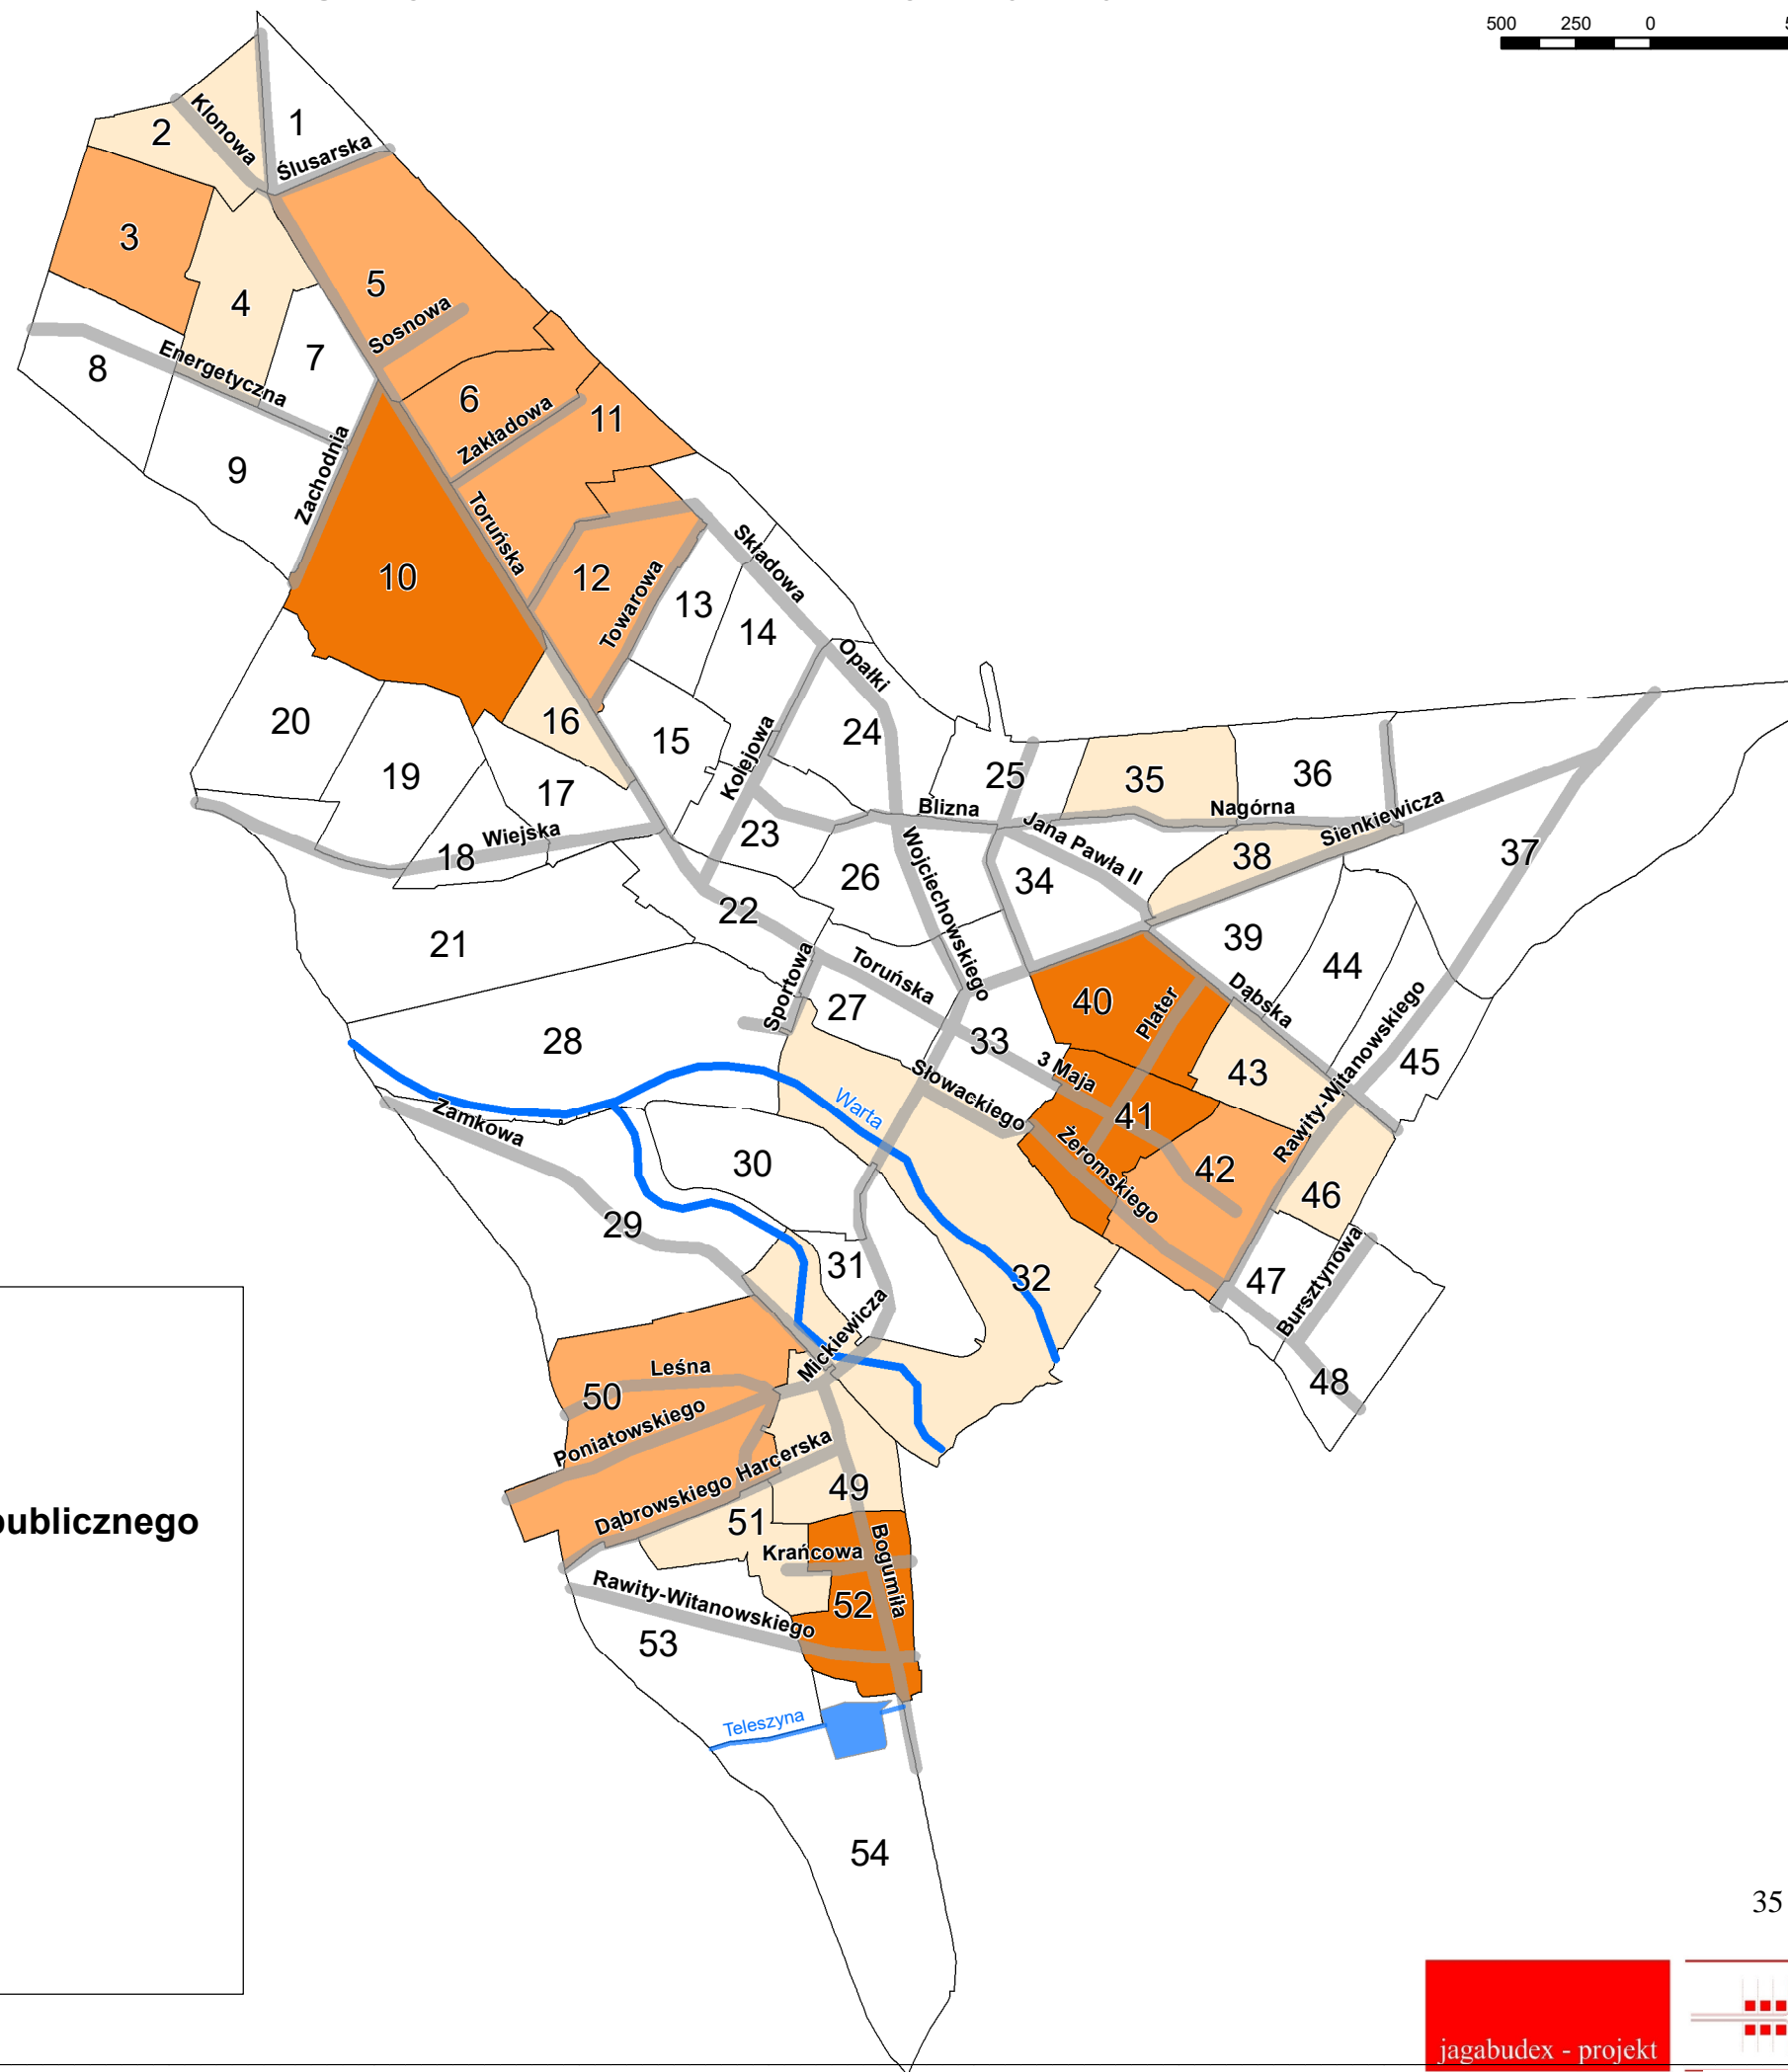 500 250 0
1
2
Klonowa
Ślusarska
3
4
5
Sosnowa
7
8
Energetyczna
6
Zakładowa
11
9
Zachodnia
Toruńska
10
12
Towarowa
13
Składowa
14
Opałki
20
16
15
Kolejowa
24
19
17
25
35
36
Blizna
Nagórna
Sienkiewicza
18
Wiejska
23
Jana Pawła II
38
37
26
Wojciechowskiego
34
22
21
39
44
Sportowa
Toruńska
27
40
Plater
Dąbska
Rawity-Witanowskiego
28
33
3 Maja
43
45
Słowackiego
Warta
41
Zamkowa
30
Żeromskiego
42
46
29
31
32
47
Bursztynowa
Mickiewicza
Leśna
50
48
Poniatowskiego
Harcerska
49
Dąbrowskiego
51
publicznego
Krańcowa
Bogumiła
Rawity-Witanowskiego
52
53
Teleszyna
54
35
jagabudex - projekt